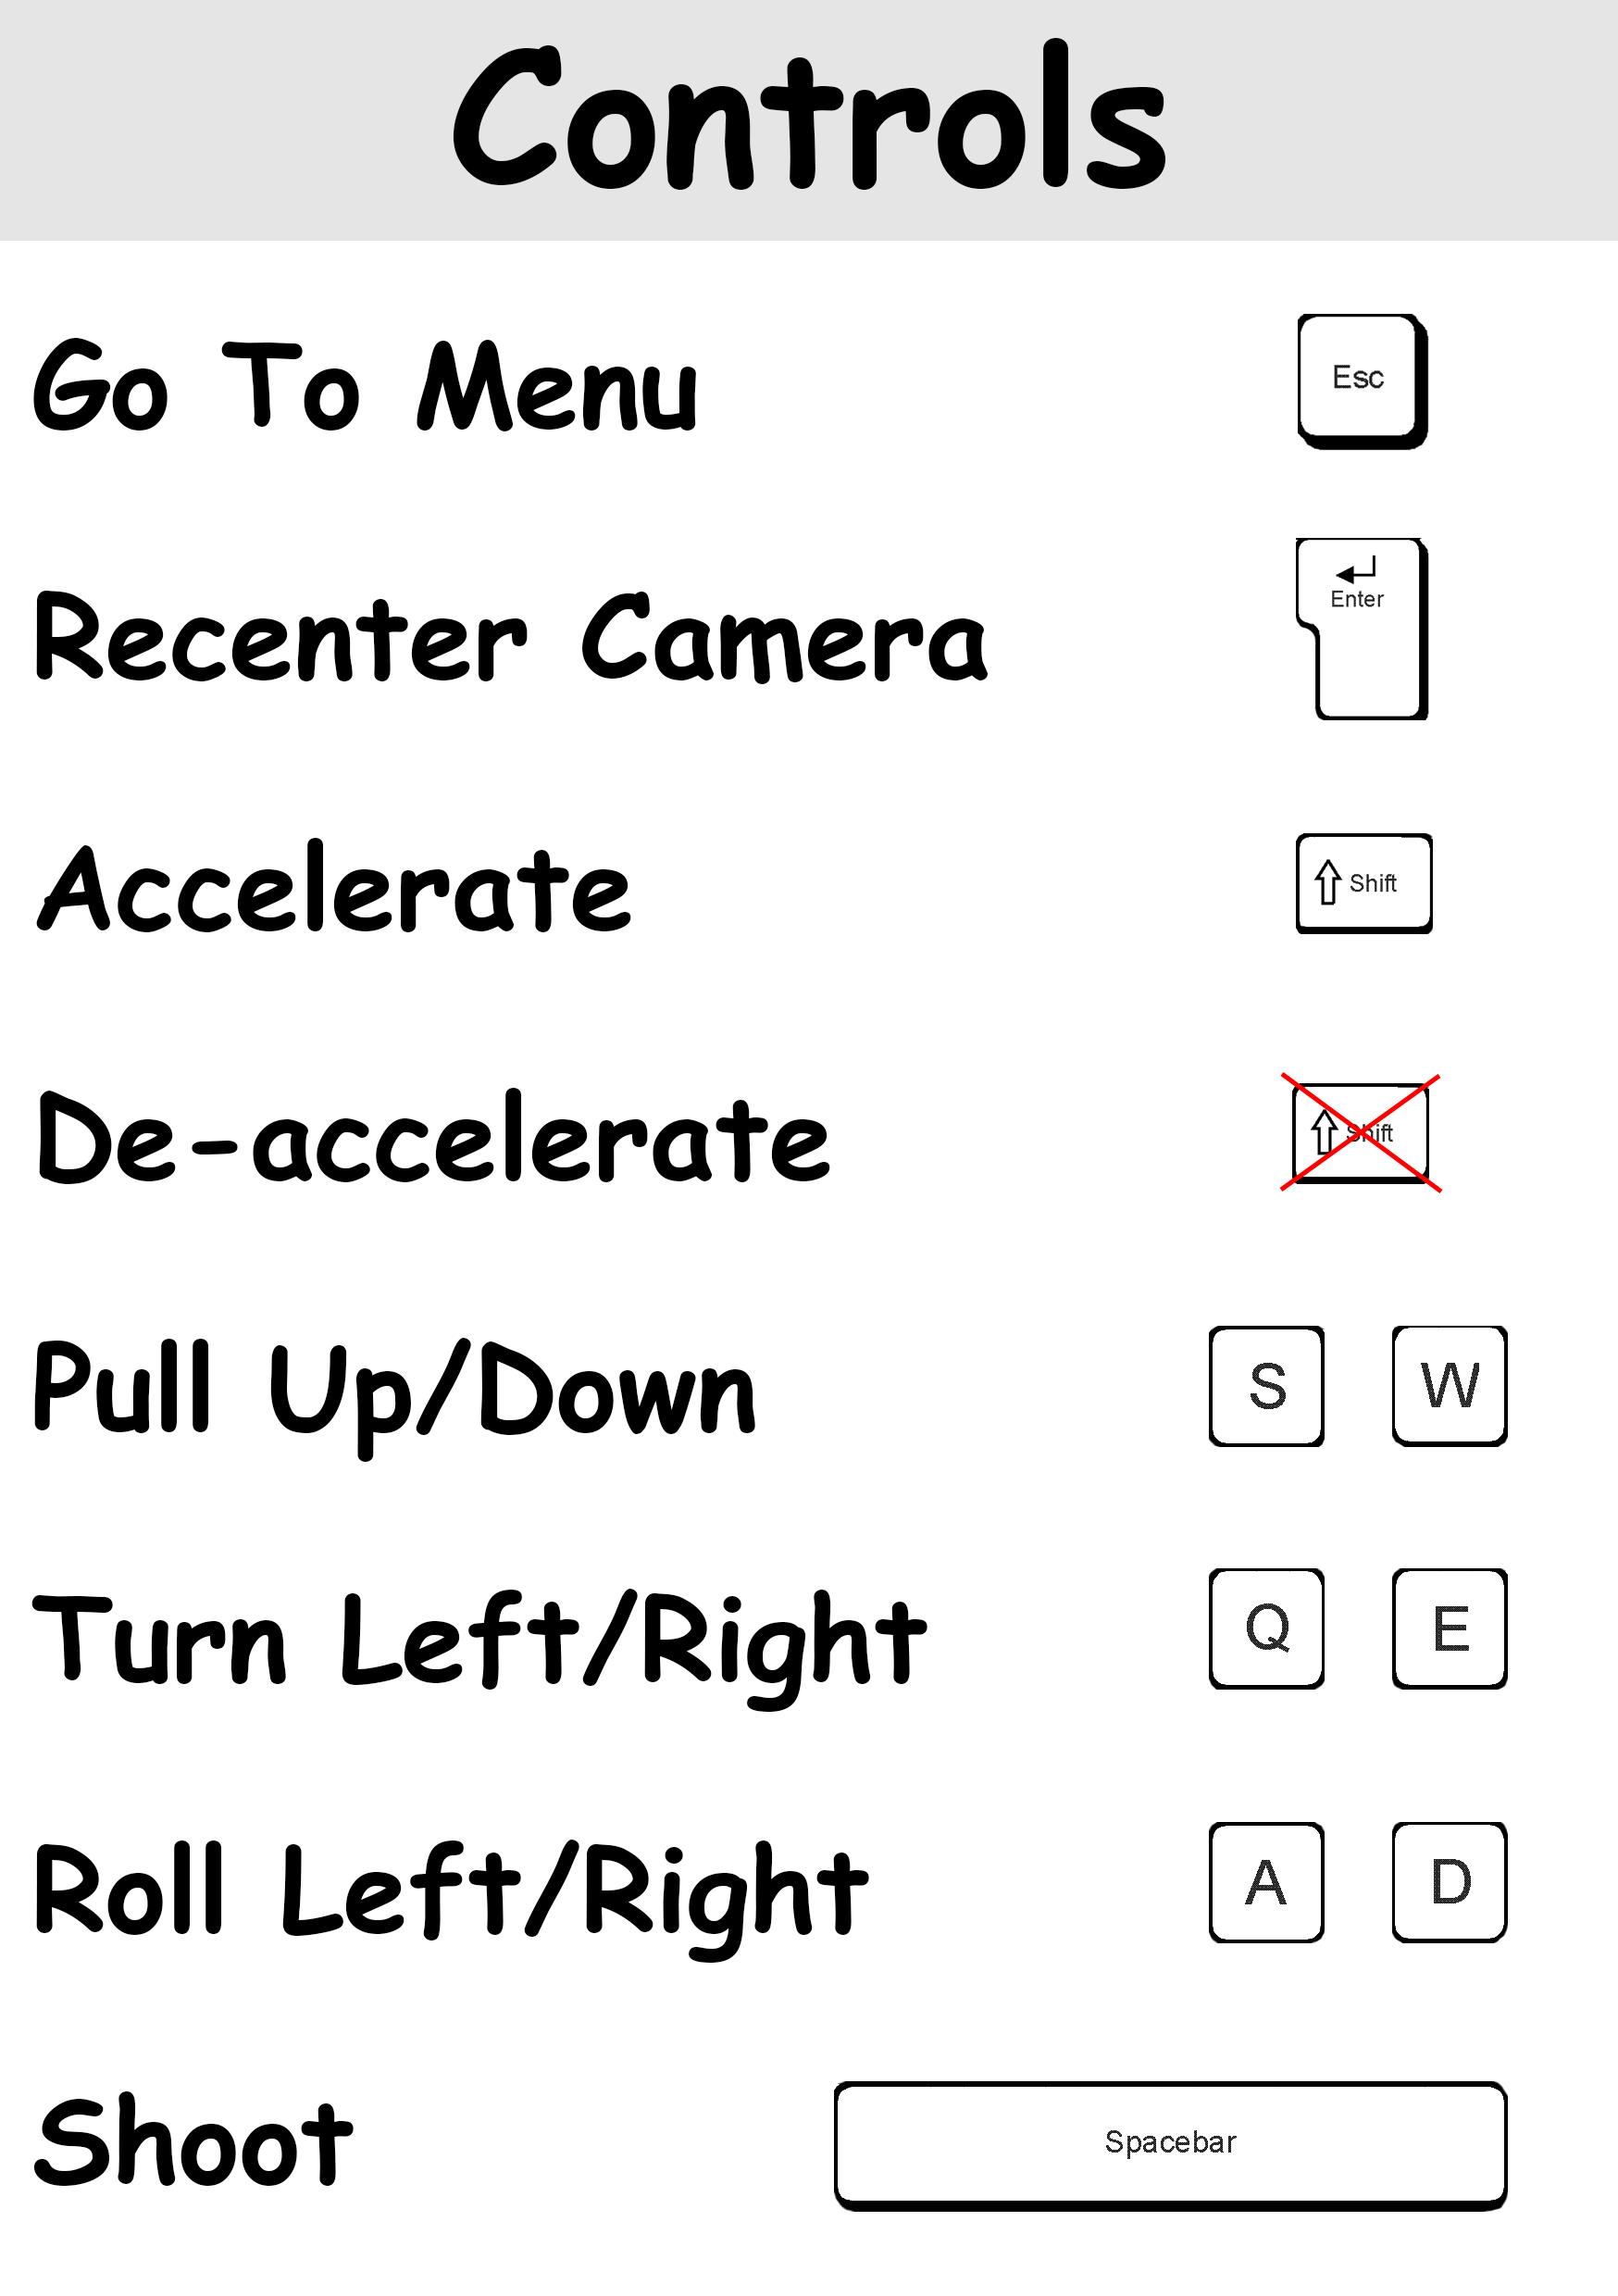 Controls
Go To Menu Esc
Recenter Camera Enter
Accelerate Shift
De-accelerate Shift
Pull Up/Down S W
Turn Left/Right Q E
Roll Left/Right A D
Shoot Spacebar